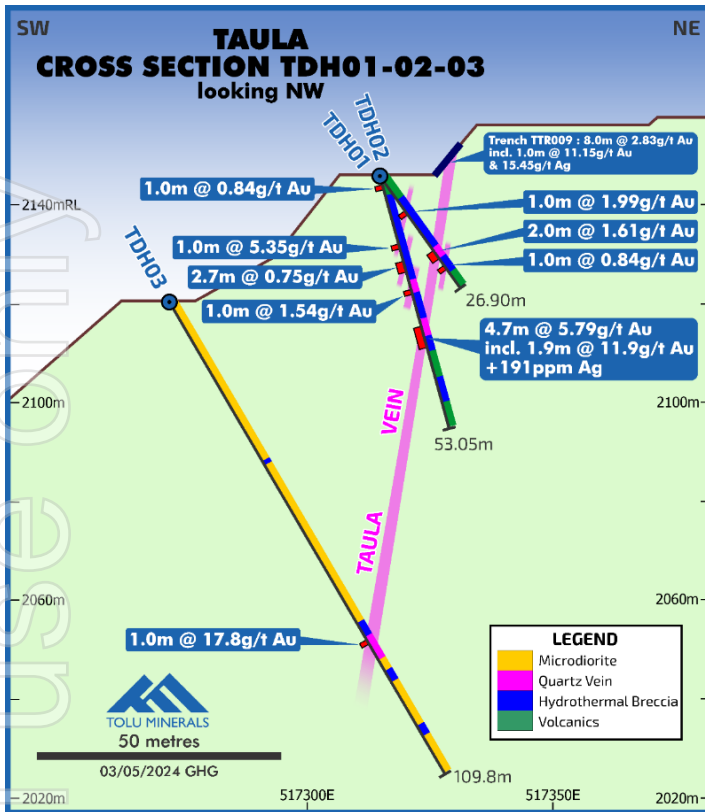 SW
NE
TAULA
CROSS SECTION TDH01-02-03
looking NW
TDH02
TDH01
TDH03
Trench TTR009 : 8.0m @ 2.83g/t Au
incl. 1.0m @ 11.15g/t Au
& 15.45g/t Ag
1.0m @ 0.84g/t Au
2140mRL
1.0m @ 1.99g/t Au
1.0m @ 5.35g/t Au
2.0m @ 1.61g/t Au
2.7m @ 0.75g/t Au
1.0m @ 0.84g/t Au
1.0m @ 1.54g/t Au
26.90m
4.7m @ 5.79g/t Au
incl. 1.9m @ 11.9g/t Au
+191ppm Ag
2100m
2100m
53.05m
TAULA VEIN
2060m
2060m
1.0m @ 17.8g/t Au
LEGEND
Microdiorite
Quartz Vein
Hydrothermal Breccia
Volcanics
TOLU MINERALS
50 metres
03/05/2024 GHG
109.8m
2020m
517300E
517350E
2020m
use only